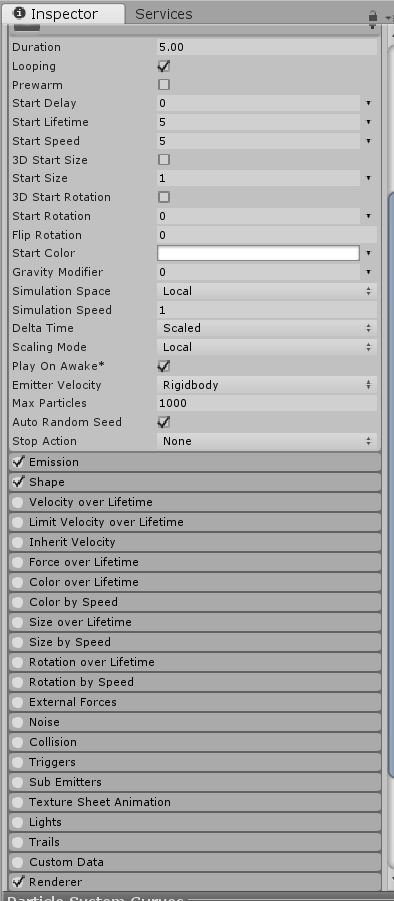 Inspector Services
Duration 5.00
Looping
Prewarm
Start Delay 0
Start Lifetime 5
Start Speed 5
3D Start Size
Start Size 1
3D Start Rotation
Start Rotation 0
Flip Rotation 0
Start Color
Gravity Modifier 0
Simulation Space Local
Simulation Speed 1
Delta Time Scaled
Scaling Mode Local
Play On Awake*
Emitter Velocity Rigidbody
Max Particles 1000
Auto Random Seed
Stop Action None
Emission
Shape
Velocity over Lifetime
Limit Velocity over Lifetime
Inherit Velocity
Force over Lifetime
Color over Lifetime
Color by Speed
Size over Lifetime
Size by Speed
Rotation over Lifetime
Rotation by Speed
External Forces
Noise
Collision
Triggers
Sub Emitters
Texture Sheet Animation
Lights
Trails
Custom Data
Renderer
Particle System Curves